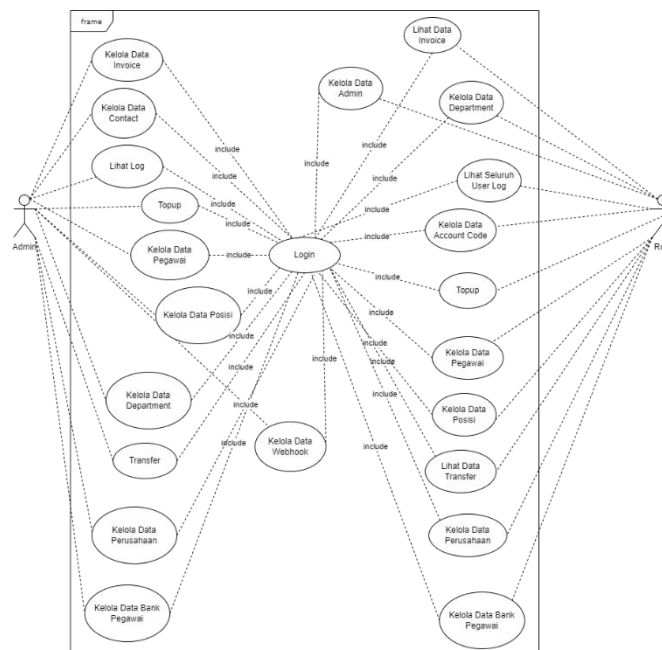 frame
Lihat Data
Invoice
Kelola Data
Invoice
Kelola Data
Admin
Kelola Data
Department
Kelola Data
Contact
include
include
include
include
Lihat Log
Lihat Seluruh
User Log
include
include
include
Topup
include
Kelola Data
Account Code
Admin
include
include
Kelola Data
Pegawai
include
Login
include
Topup
include
Kelola Data Posisi
include
include
include
include
include
Kelola Data
Pegawai
include
include
Kelola Data
Department
include
Kelola Data
Posisi
include
include
include
Kelola Data
Webhook
Transfer
Lihat Data
Transfer
Kelola Data
Perusahaan
Kelola Data
Perusahaan
Kelola Data Bank
Pegawai
Kelola Data Bank
Pegawai